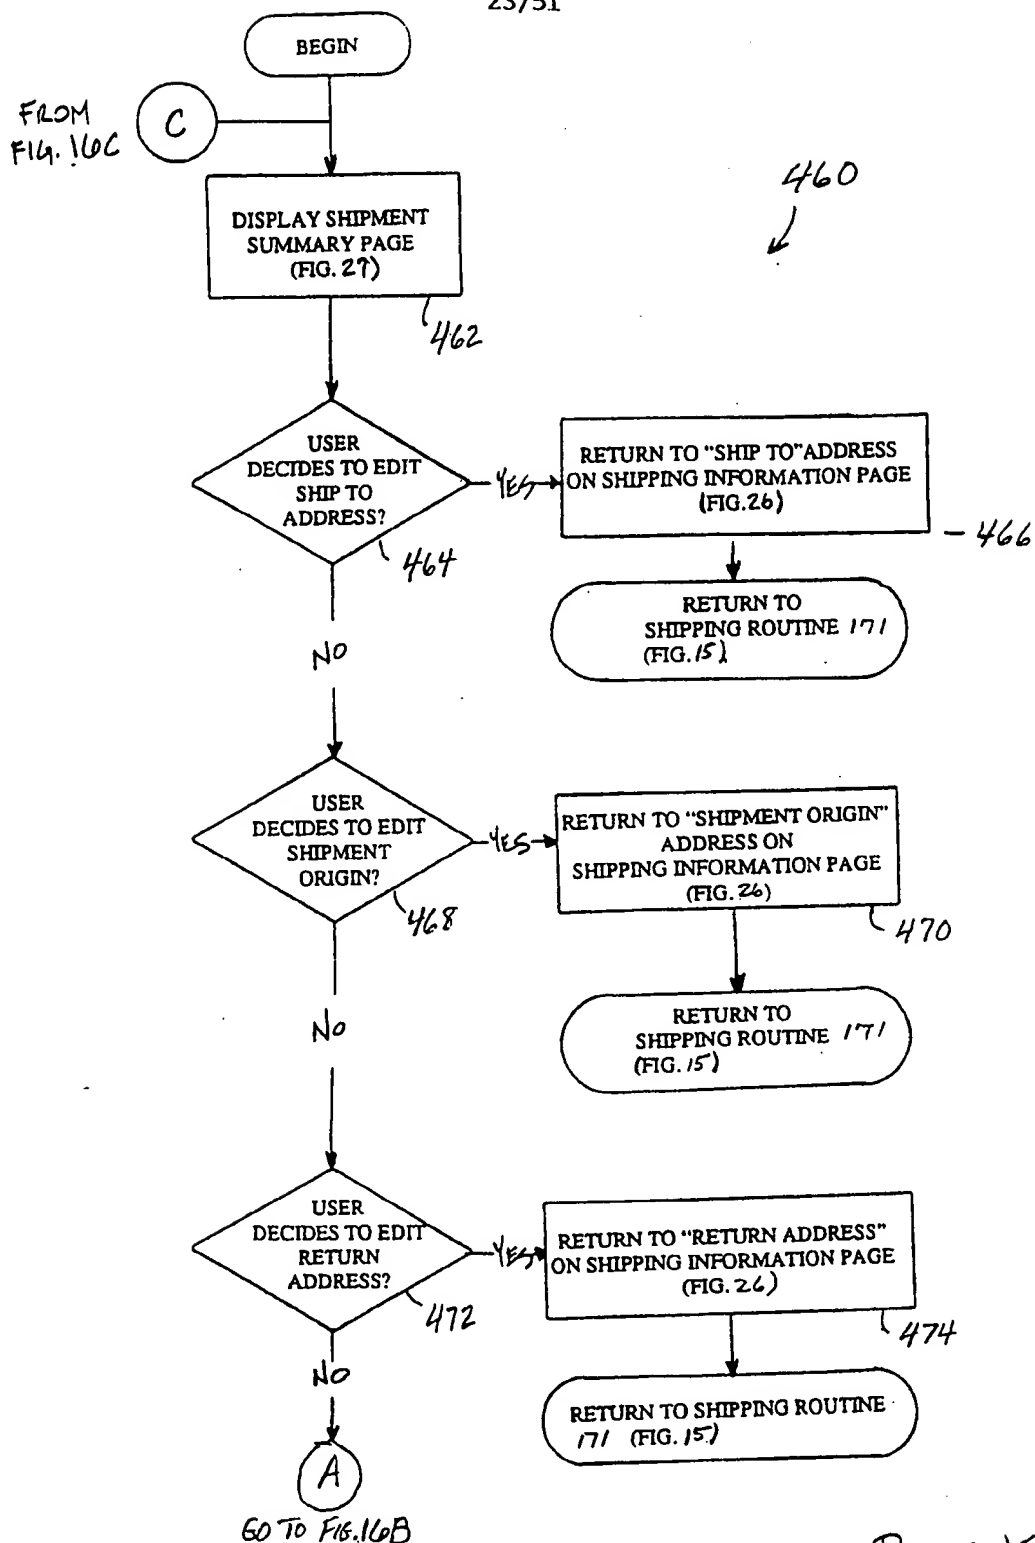 23/51
BEGIN
FROM
FIG. 16C
C
460
DISPLAY SHIPMENT
SUMMARY PAGE
(FIG. 27)
462
USER
DECIDES TO EDIT
SHIP TO
ADDRESS?
464
YES
RETURN TO "SHIP TO" ADDRESS
ON SHIPPING INFORMATION PAGE
(FIG.26)
466
RETURN TO
SHIPPING ROUTINE 171
(FIG. 15)
NO
USER
DECIDES TO EDIT
SHIPMENT
ORIGIN?
468
YES
RETURN TO "SHIPMENT ORIGIN"
ADDRESS ON
SHIPPING INFORMATION PAGE
(FIG. 26)
470
RETURN TO
SHIPPING ROUTINE 171
(FIG. 15)
NO
USER
DECIDES TO EDIT
RETURN
ADDRESS?
472
YES
RETURN TO "RETURN ADDRESS"
ON SHIPPING INFORMATION PAGE
(FIG. 26)
474
RETURN TO SHIPPING ROUTINE
171 (FIG. 15)
NO
A
GO TO FIG. 16B